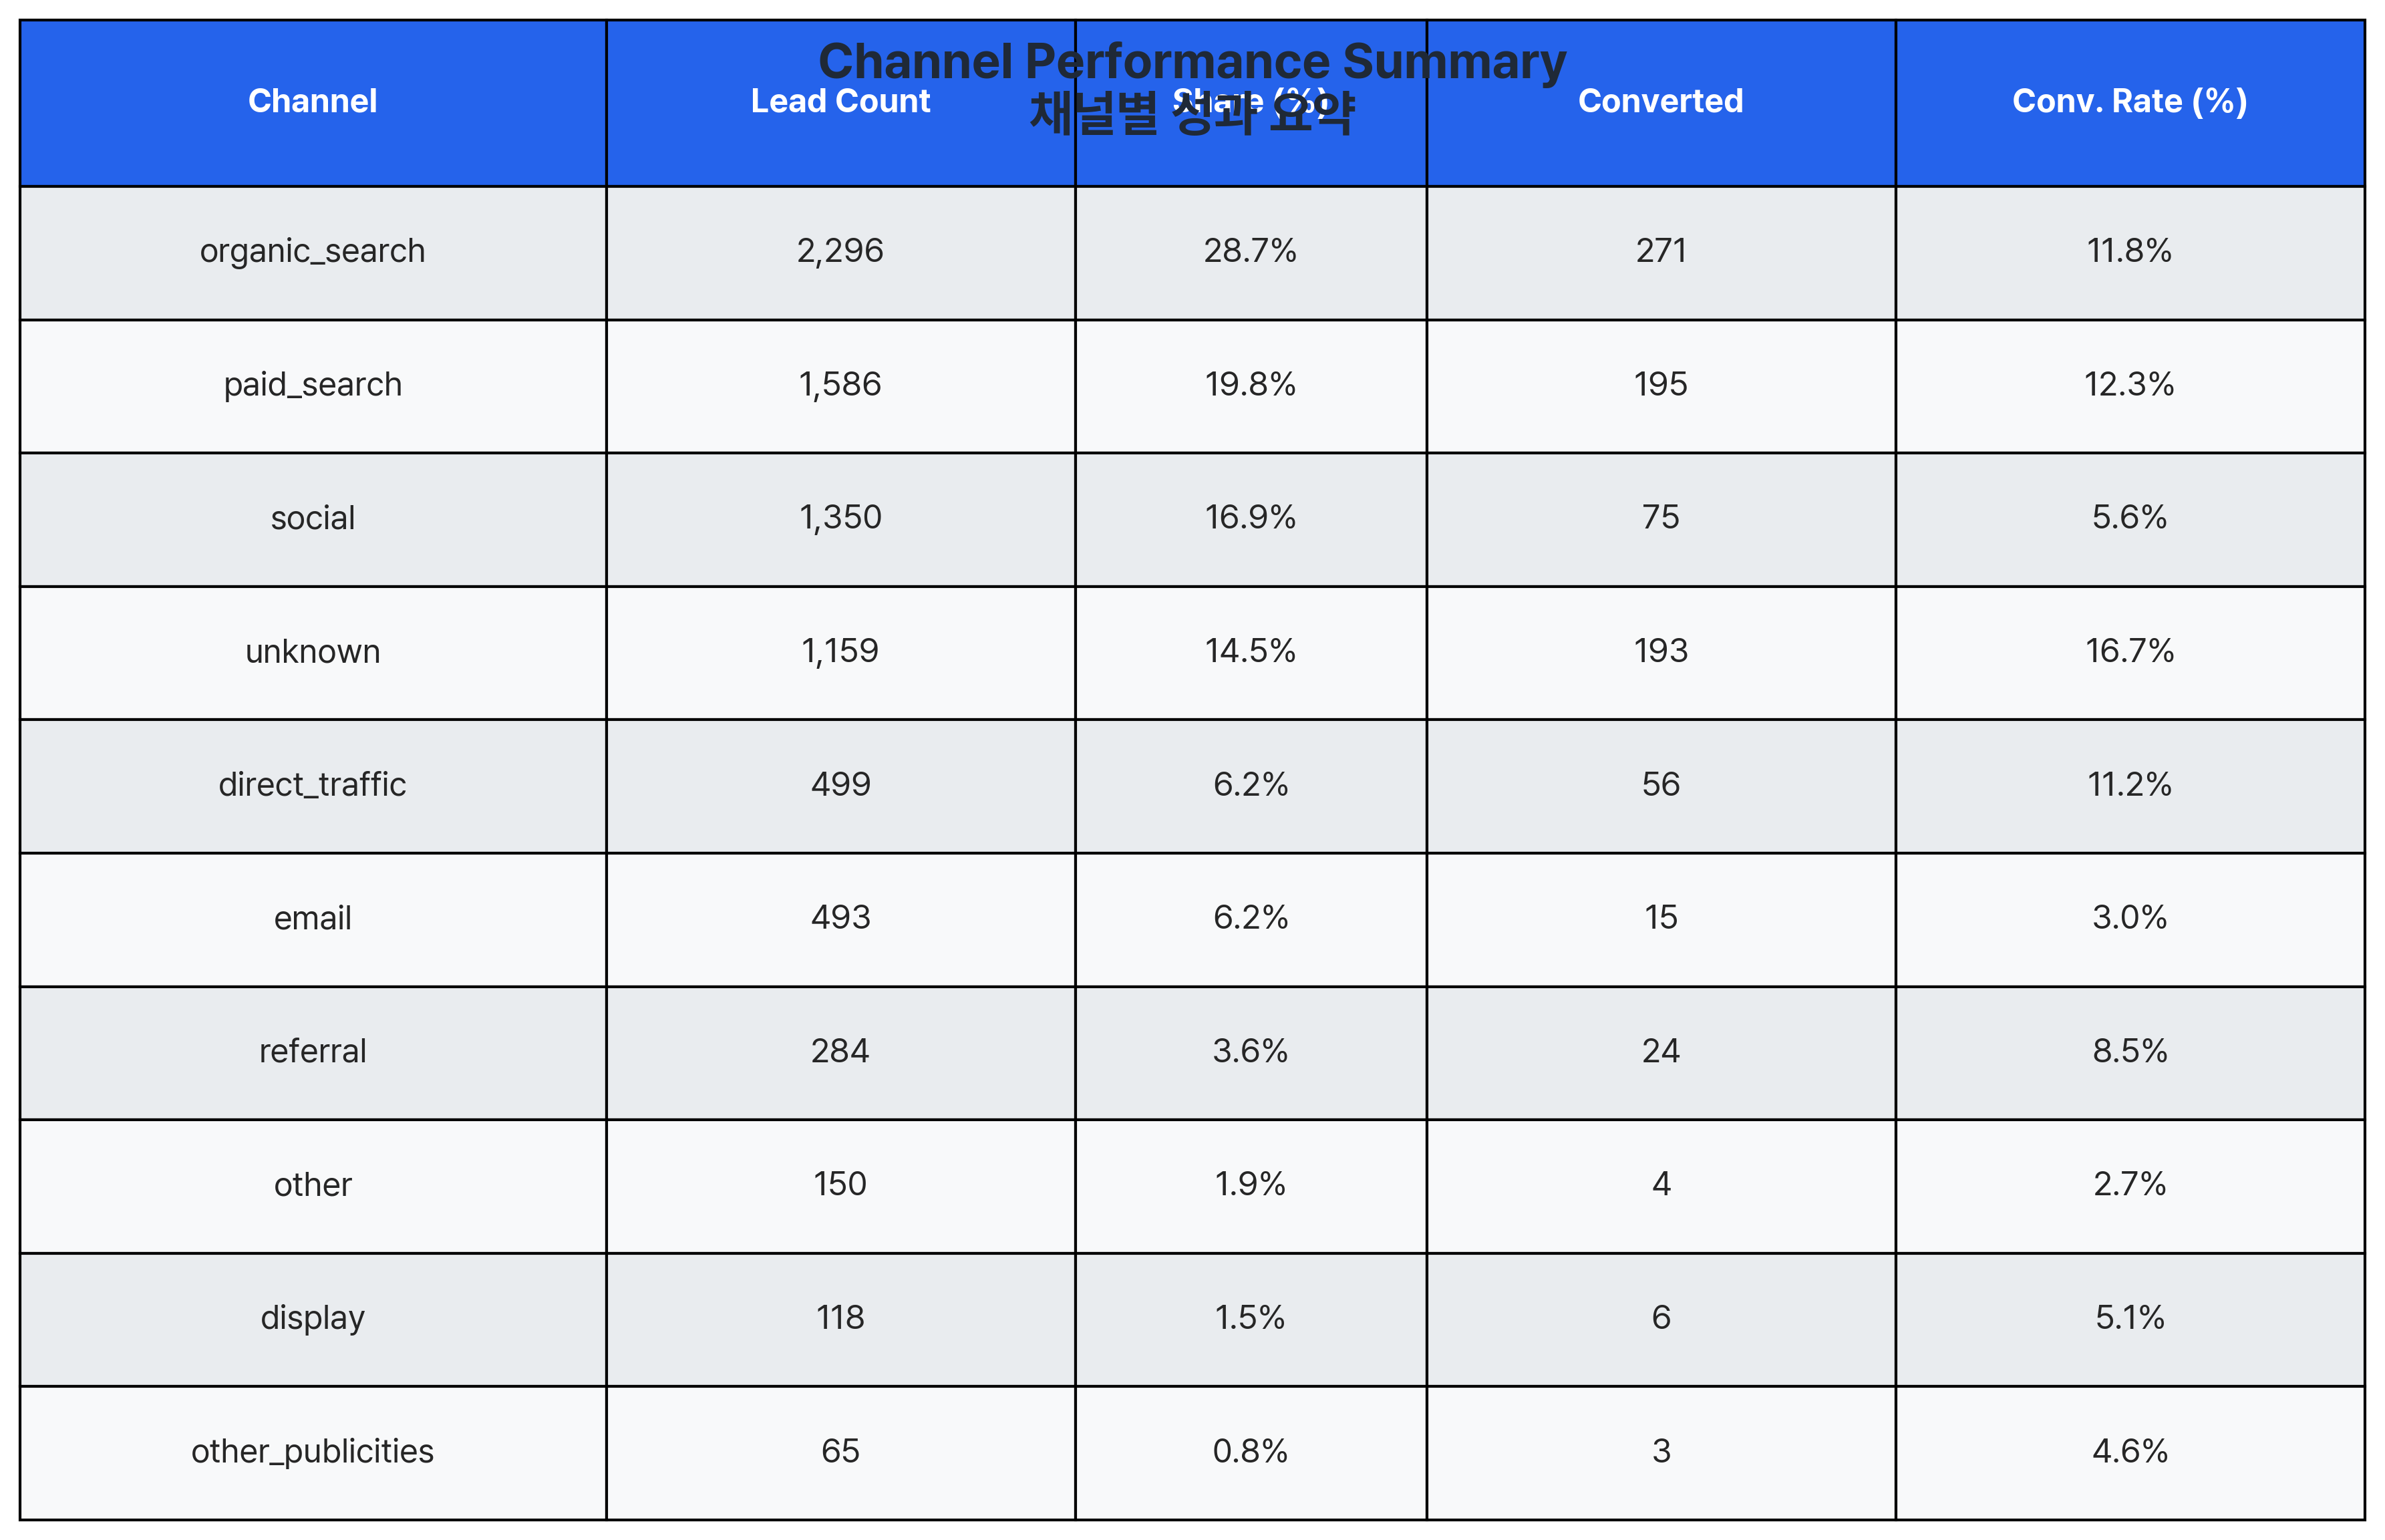 Channel Performance Summary
채널별 성과 요약
Channel Lead Count Share (%) Converted Conv. Rate (%)
organic_search 2,296 28.7% 271 11.8%
paid_search 1,586 19.8% 195 12.3%
social 1,350 16.9% 75 5.6%
unknown 1,159 14.5% 193 16.7%
direct_traffic 499 6.2% 56 11.2%
email 493 6.2% 15 3.0%
referral 284 3.6% 24 8.5%
other 150 1.9% 4 2.7%
display 118 1.5% 6 5.1%
other_publicities 65 0.8% 3 4.6%